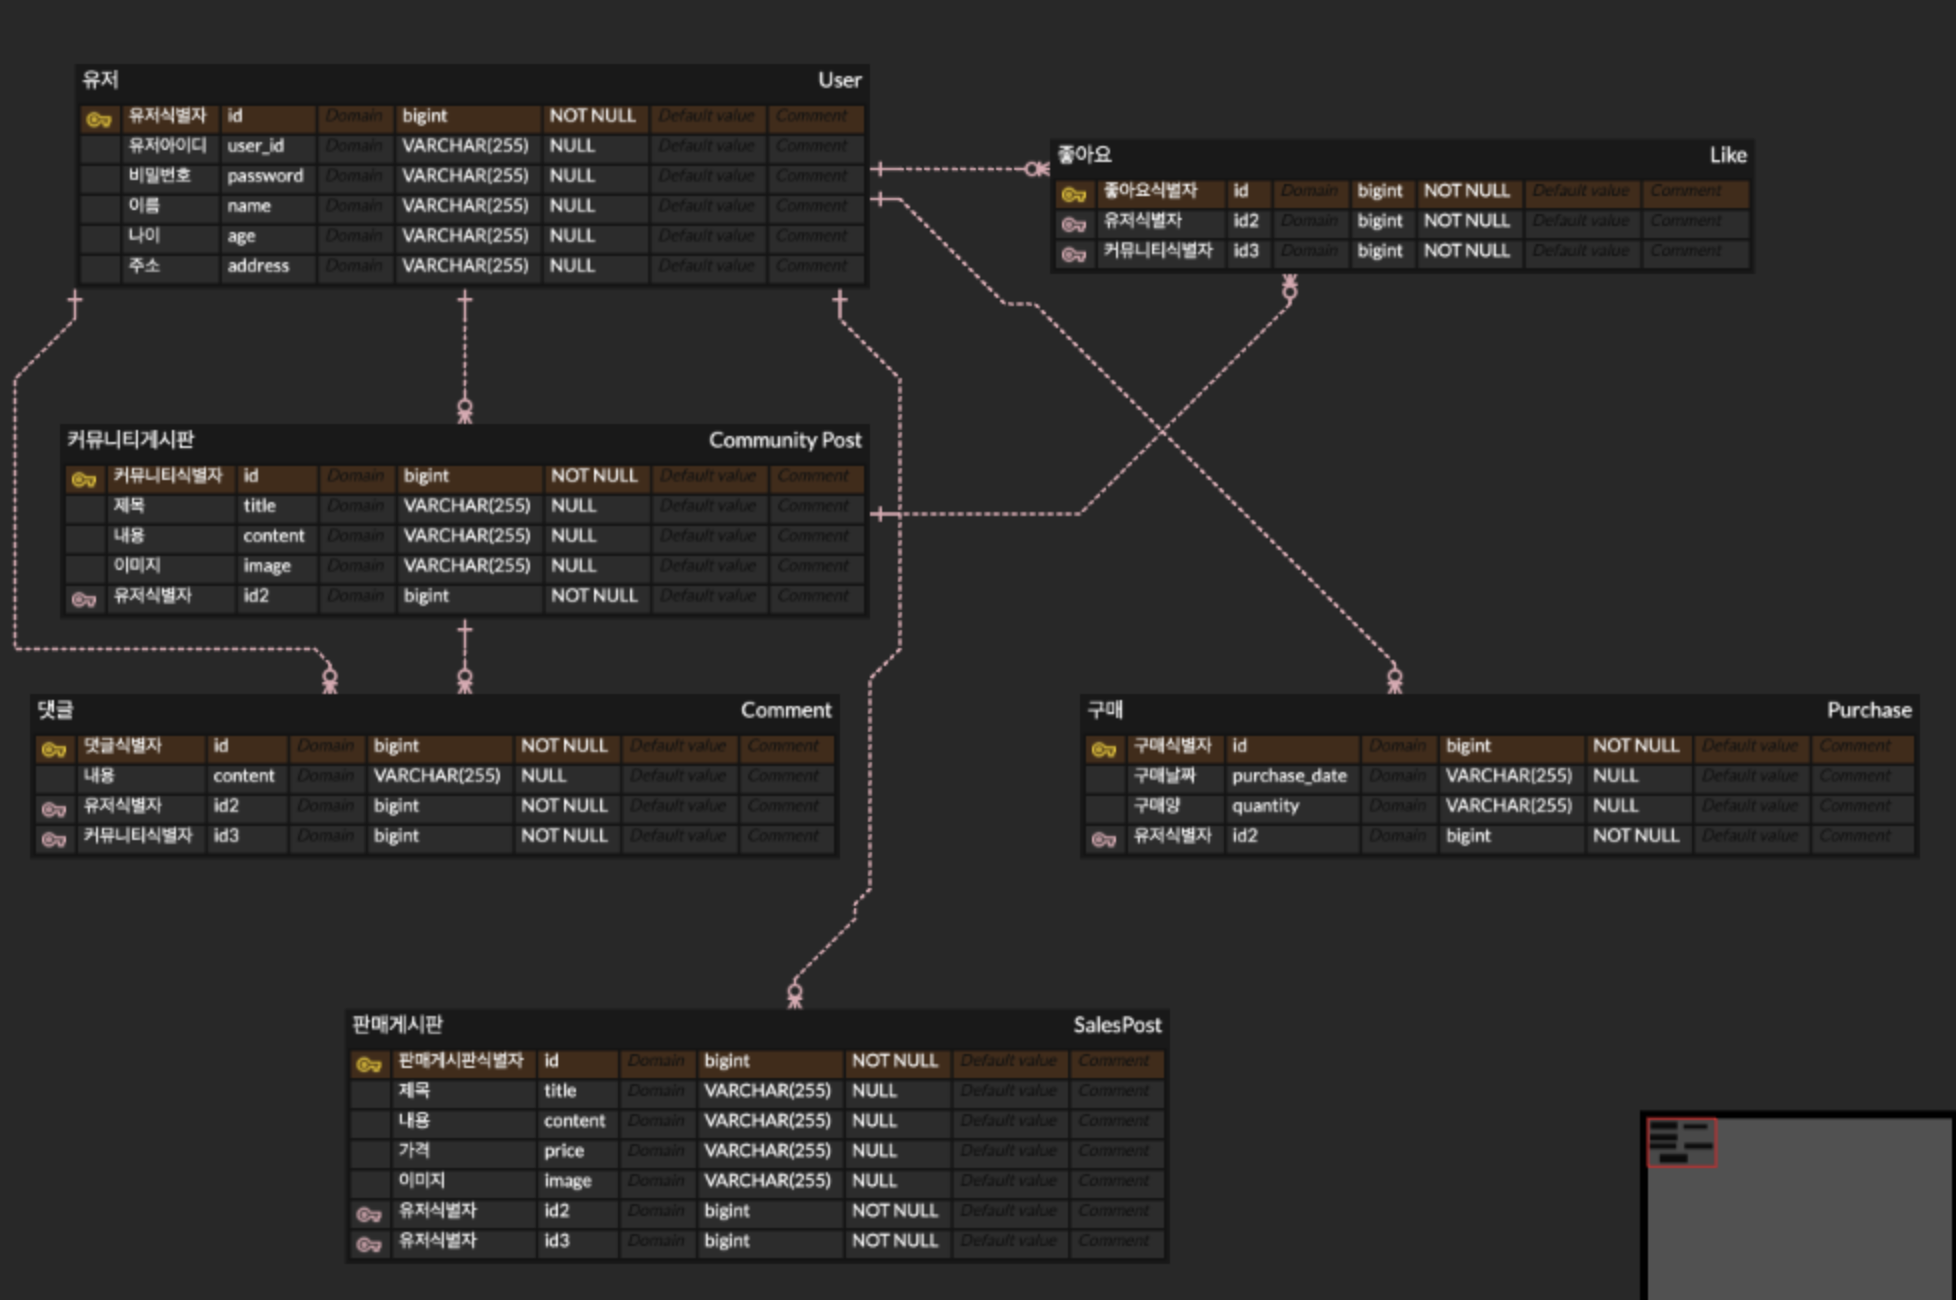 유저 User
유저식별자 id Domain bigint NOT NULL Default value Comment
유저아이디 user_id Domain VARCHAR(255) NULL Default value Comment
비밀번호 password Domain VARCHAR(255) NULL Default value Comment
이름 name Domain VARCHAR(255) NULL Default value Comment
나이 age Domain VARCHAR(255) NULL Default value Comment
주소 address Domain VARCHAR(255) NULL Default value Comment
좋아요 Like
좋아요식별자 id Domain bigint NOT NULL Default value Comment
유저식별자 id2 Domain bigint NOT NULL Default value Comment
커뮤니티식별자 id3 Domain bigint NOT NULL Default value Comment
커뮤니티게시판 Community Post
커뮤니티식별자 id Domain bigint NOT NULL Default value Comment
제목 title Domain VARCHAR(255) NULL Default value Comment
내용 content Domain VARCHAR(255) NULL Default value Comment
이미지 image Domain VARCHAR(255) NULL Default value Comment
유저식별자 id2 Domain bigint NOT NULL Default value Comment
댓글 Comment
댓글식별자 id Domain bigint NOT NULL Default value Comment
내용 content Domain VARCHAR(255) NULL Default value Comment
유저식별자 id2 Domain bigint NOT NULL Default value Comment
커뮤니티식별자 id3 Domain bigint NOT NULL Default value Comment
구매 Purchase
구매식별자 id Domain bigint NOT NULL Default value Comment
구매날짜 purchase_date Domain VARCHAR(255) NULL Default value Comment
구매양 quantity Domain VARCHAR(255) NULL Default value Comment
유저식별자 id2 Domain bigint NOT NULL Default value Comment
판매게시판 SalesPost
판매게시판식별자 id Domain bigint NOT NULL Default value Comment
제목 title Domain VARCHAR(255) NULL Default value Comment
내용 content Domain VARCHAR(255) NULL Default value Comment
가격 price Domain VARCHAR(255) NULL Default value Comment
이미지 image Domain VARCHAR(255) NULL Default value Comment
유저식별자 id2 Domain bigint NOT NULL Default value Comment
유저식별자 id3 Domain bigint NOT NULL Default value Comment